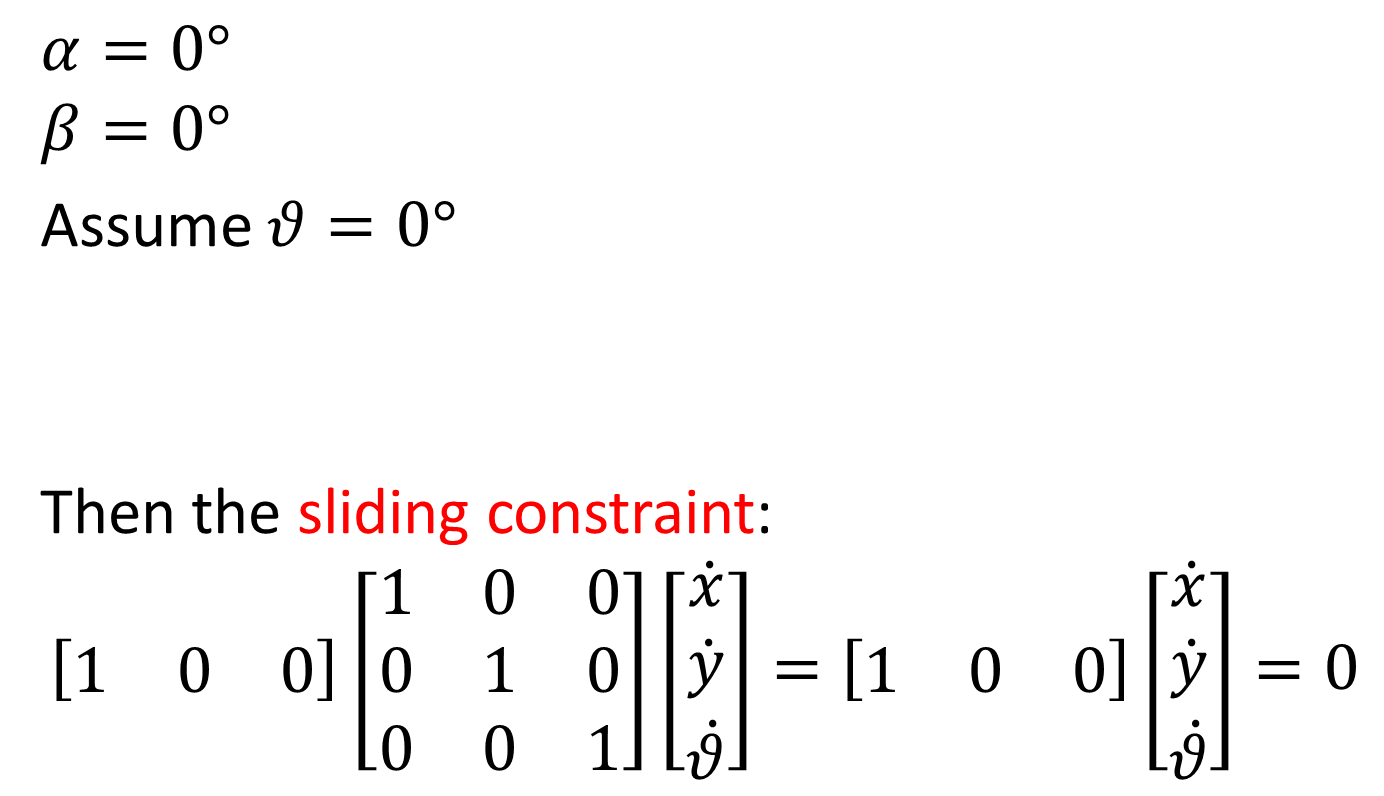 α = 0°
β = 0°
Assume ϑ = 0°
Then the sliding constraint:
[1 0 0] [1 0 0; 0 1 0; 0 0 1] [ẋ; ẏ; ϑ̇] = [1 0 0] [ẋ; ẏ; ϑ̇] = 0